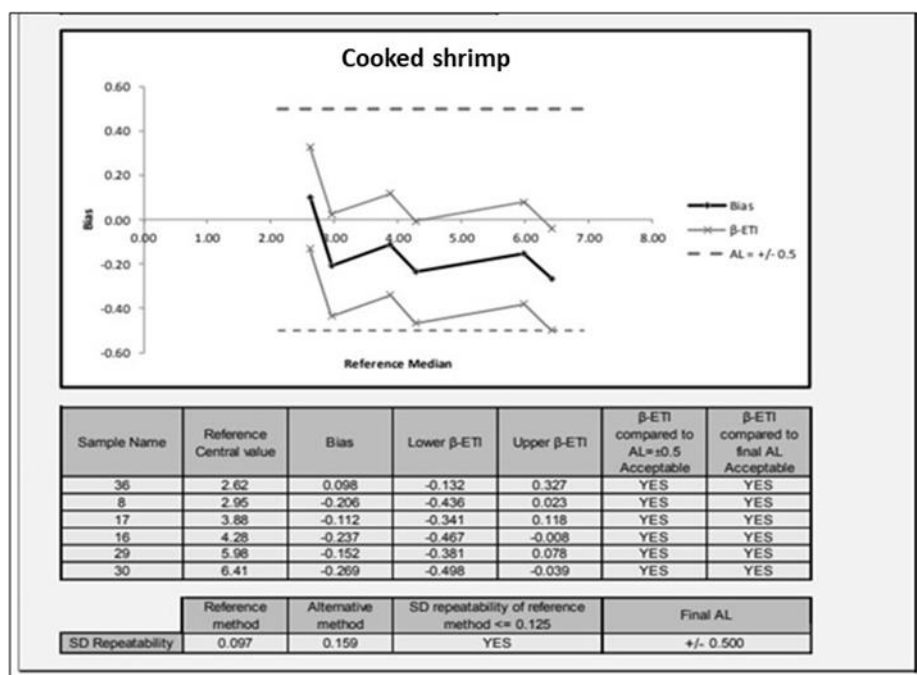 Cooked shrimp
0.60
0.40
0.20
0.00
-0.20
-0.40
-0.60
Bias
0.00 1.00 2.00 3.00 4.00 5.00 6.00 7.00 8.00
Reference Median
Bias
β-ETI
AL = +/- 0.5
Sample Name Reference Central value Bias Lower β-ETI Upper β-ETI β-ETI compared to AL=±0.5 Acceptable β-ETI compared to final AL Acceptable
36 2.62 0.098 -0.132 0.327 YES YES
8 2.95 -0.206 -0.436 0.023 YES YES
17 3.88 -0.112 -0.341 0.118 YES YES
16 4.28 -0.237 -0.467 -0.008 YES YES
29 5.98 -0.152 -0.381 0.078 YES YES
30 6.41 -0.269 -0.498 -0.039 YES YES
Reference method Alternative method SD repeatability of reference method <= 0.125 Final AL
SD Repeatability 0.097 0.159 YES +/- 0.500